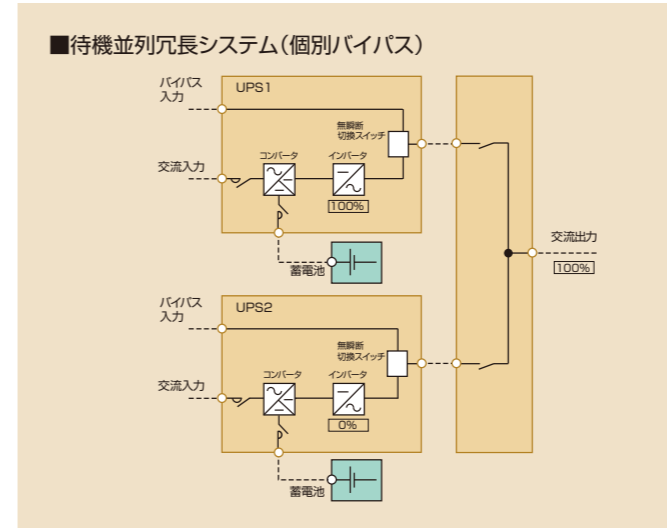 ■待機並列冗長システム（個別バイパス）
バイパス
入力
UPS1
無瞬断
切換スイッチ
コンバータ
インバータ
交流入力
100%
蓄電池
交流出力
100%
バイパス
入力
UPS2
無瞬断
切換スイッチ
コンバータ
インバータ
交流入力
0%
蓄電池